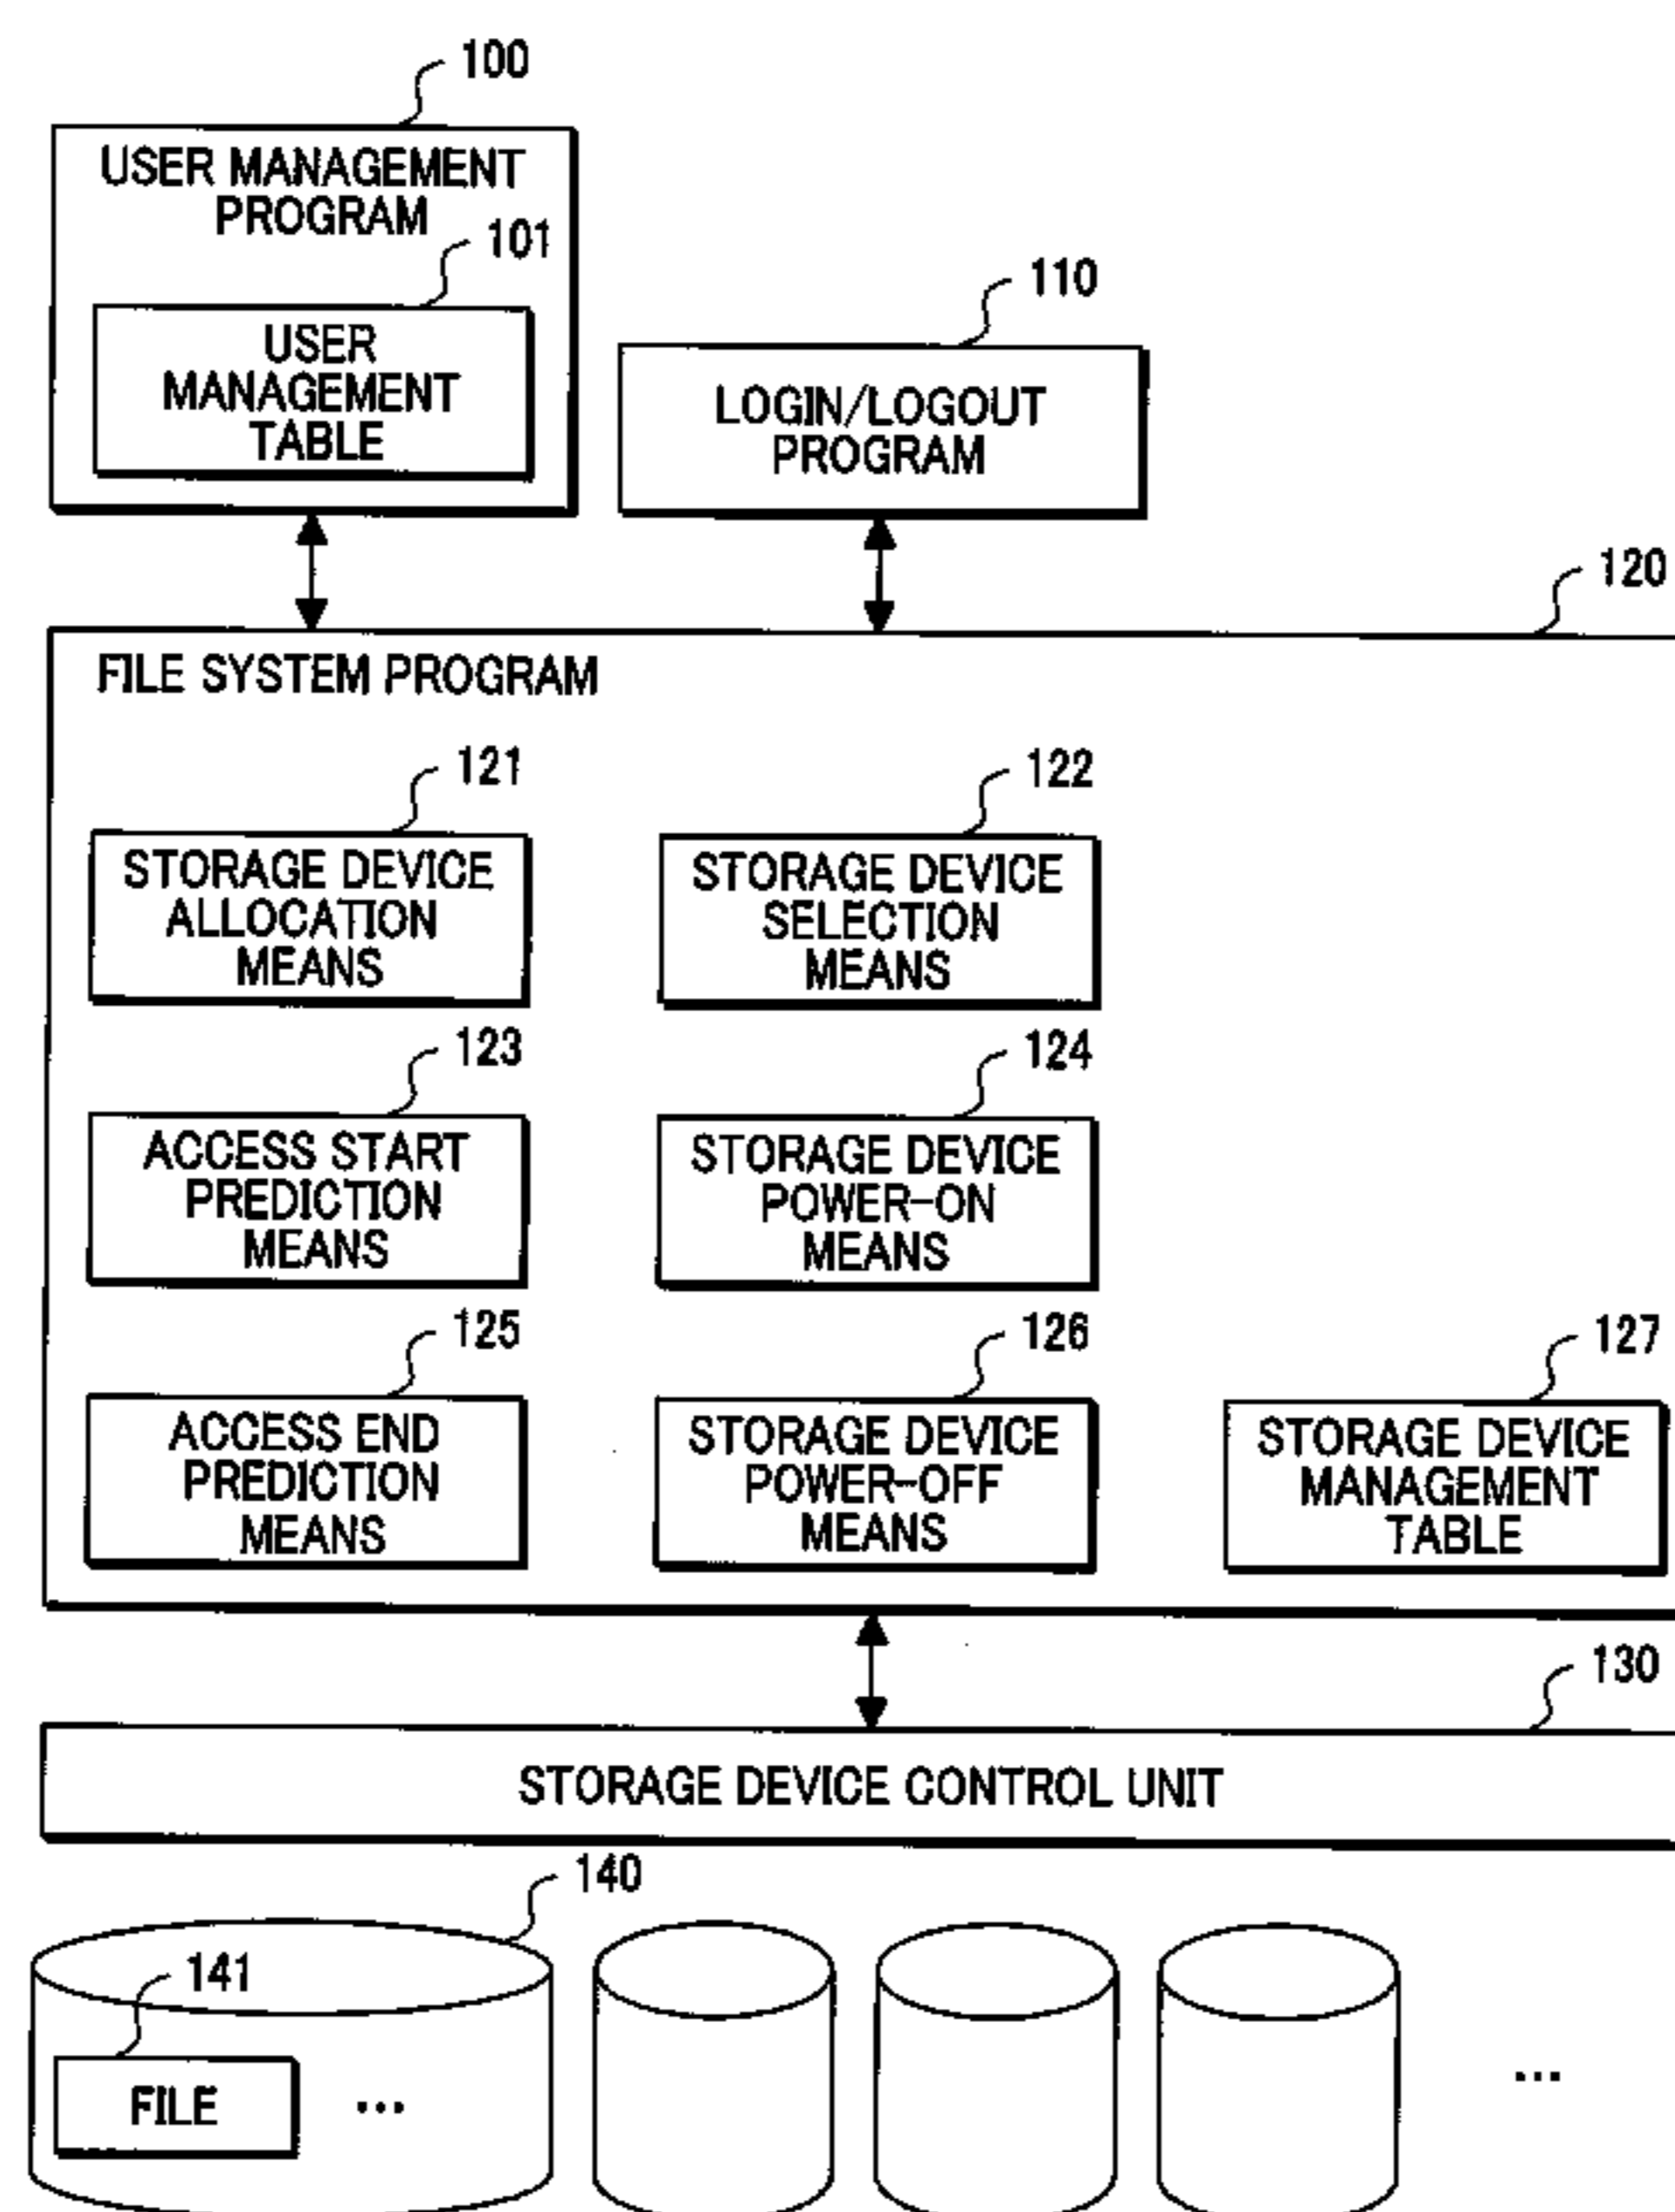 100
USER MANAGEMENT
PROGRAM
101
USER
MANAGEMENT
TABLE
110
LOGIN/LOGOUT
PROGRAM
120
FILE SYSTEM PROGRAM
121
STORAGE DEVICE
ALLOCATION
MEANS
122
STORAGE DEVICE
SELECTION
MEANS
123
ACCESS START
PREDICTION
MEANS
124
STORAGE DEVICE
POWER-ON
MEANS
125
ACCESS END
PREDICTION
MEANS
126
STORAGE DEVICE
POWER-OFF
MEANS
127
STORAGE DEVICE
MANAGEMENT
TABLE
130
STORAGE DEVICE CONTROL UNIT
140
141
FILE
...
...